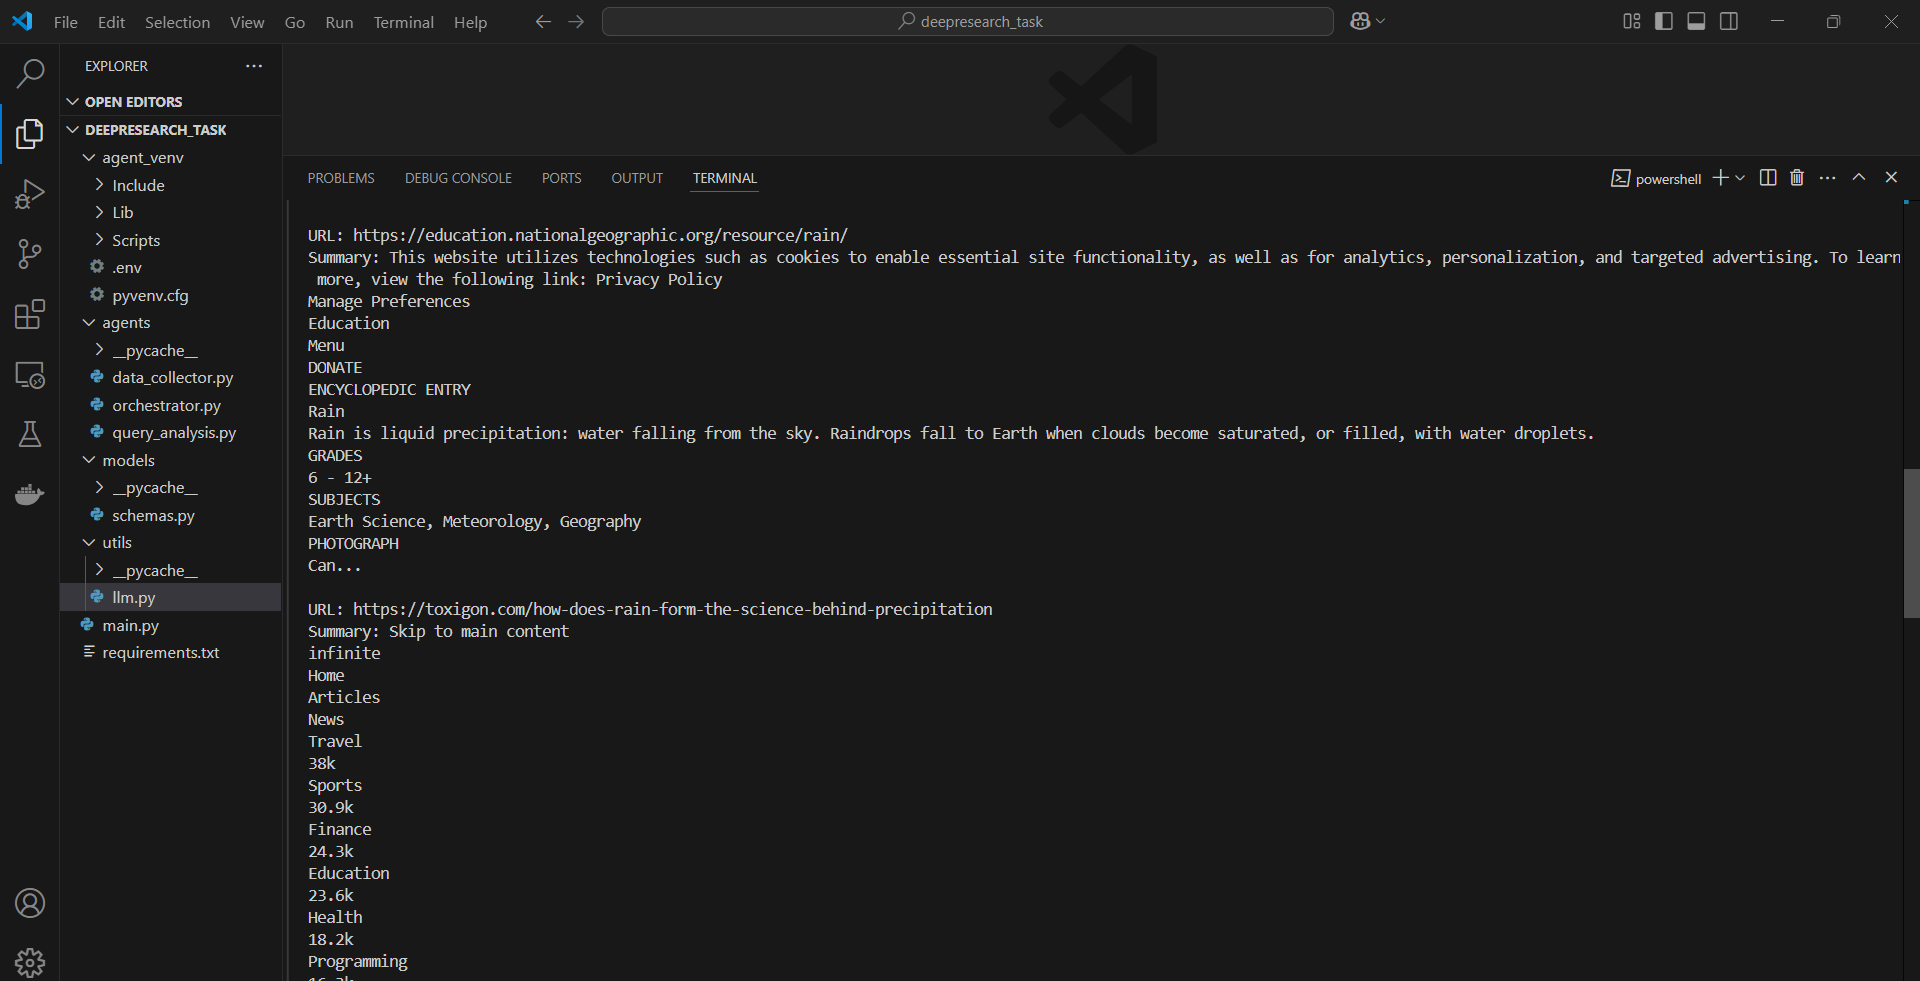 File Edit Selection View Go Run Terminal Help
deepresearch_task
EXPLORER
OPEN EDITORS
DEEPRESEARCH_TASK
agent_venv
Include
Lib
Scripts
.env
pyvenv.cfg
agents
__pycache__
data_collector.py
orchestrator.py
query_analysis.py
models
__pycache__
schemas.py
utils
__pycache__
llm.py
main.py
requirements.txt
PROBLEMS DEBUG CONSOLE PORTS OUTPUT TERMINAL
powershell
URL: https://education.nationalgeographic.org/resource/rain/
Summary: This website utilizes technologies such as cookies to enable essential site functionality, as well as for analytics, personalization, and targeted advertising. To learn
more, view the following link: Privacy Policy
Manage Preferences
Education
Menu
DONATE
ENCYCLOPEDIC ENTRY
Rain
Rain is liquid precipitation: water falling from the sky. Raindrops fall to Earth when clouds become saturated, or filled, with water droplets.
GRADES
6 - 12+
SUBJECTS
Earth Science, Meteorology, Geography
PHOTOGRAPH
Can...
URL: https://toxigon.com/how-does-rain-form-the-science-behind-precipitation
Summary: Skip to main content
infinite
Home
Articles
News
Travel
38k
Sports
30.9k
Finance
24.3k
Education
23.6k
Health
18.2k
Programming